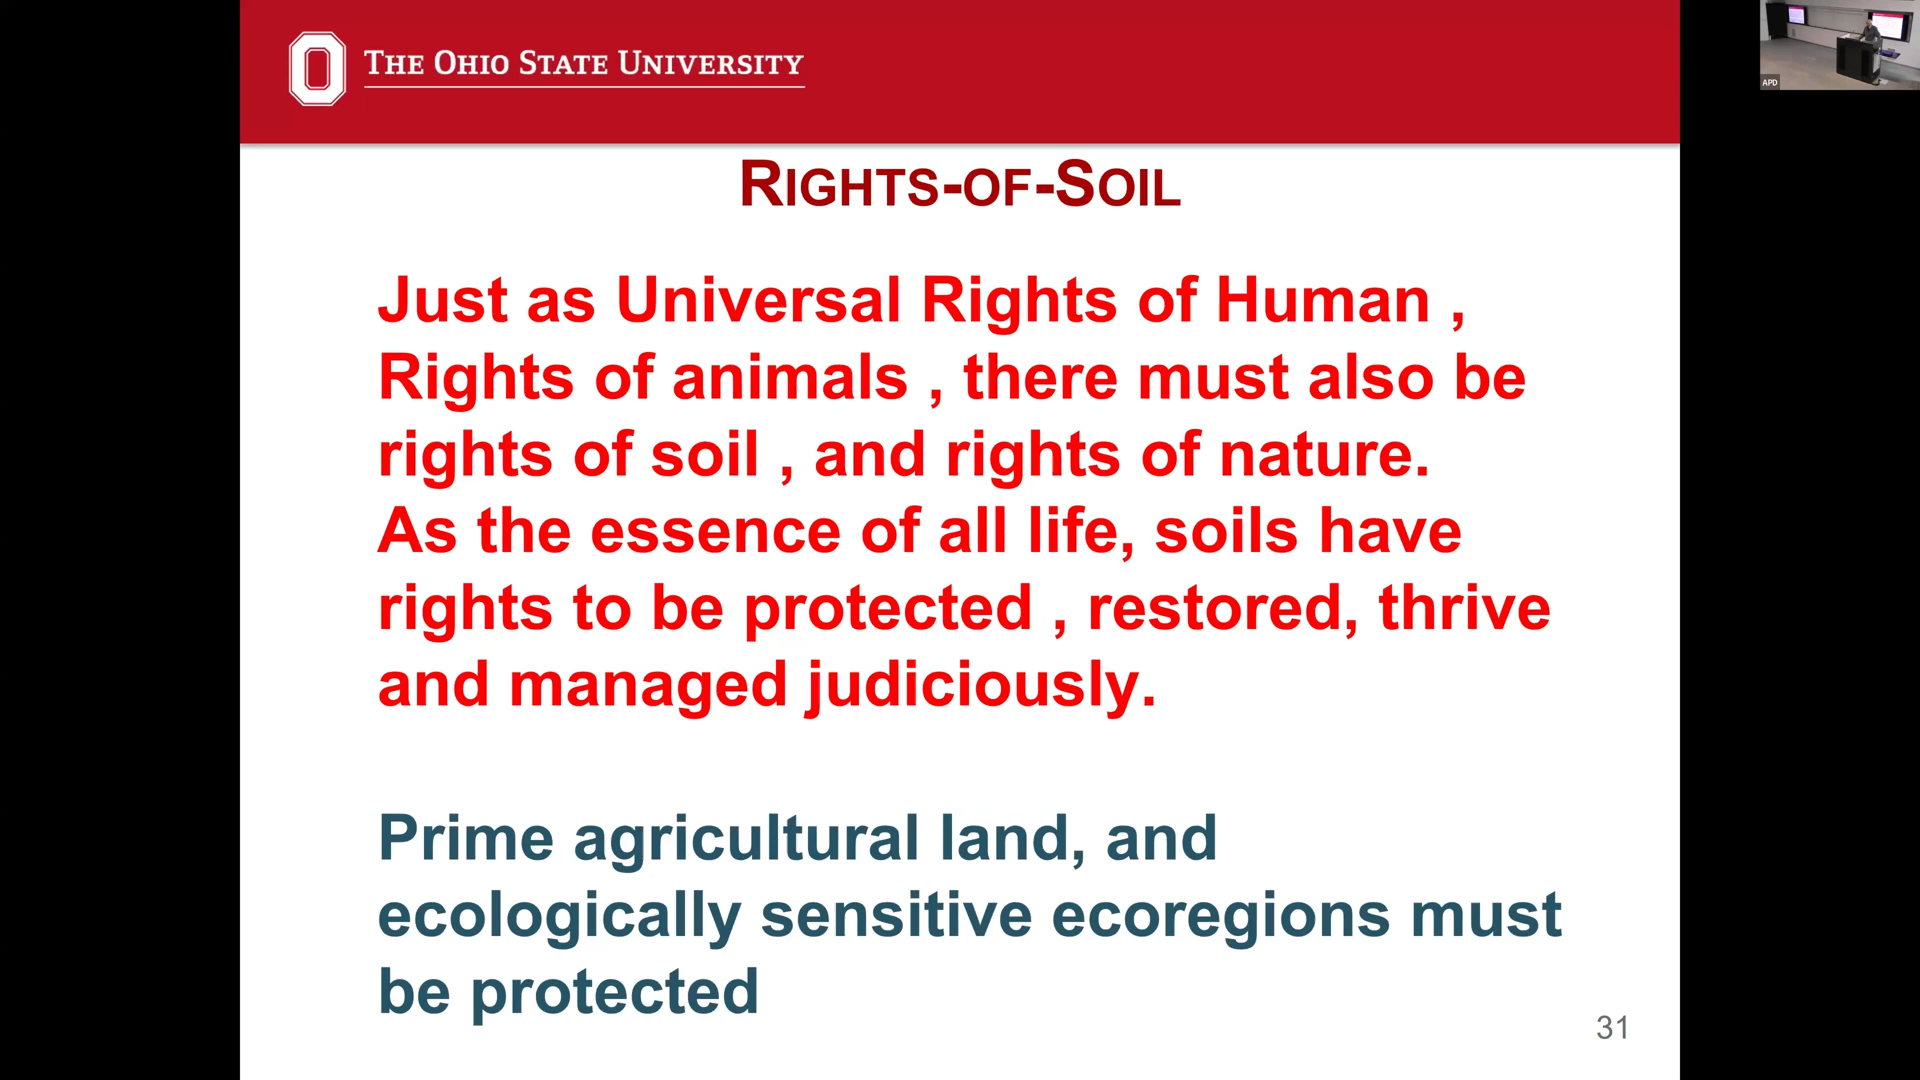 THE OHIO STATE UNIVERSITY
APD
RIGHTS-OF-SOIL
Just as Universal Rights of Human ,
Rights of animals , there must also be
rights of soil , and rights of nature.
As the essence of all life, soils have
rights to be protected , restored, thrive
and managed judiciously.
Prime agricultural land, and
ecologically sensitive ecoregions must
be protected
31